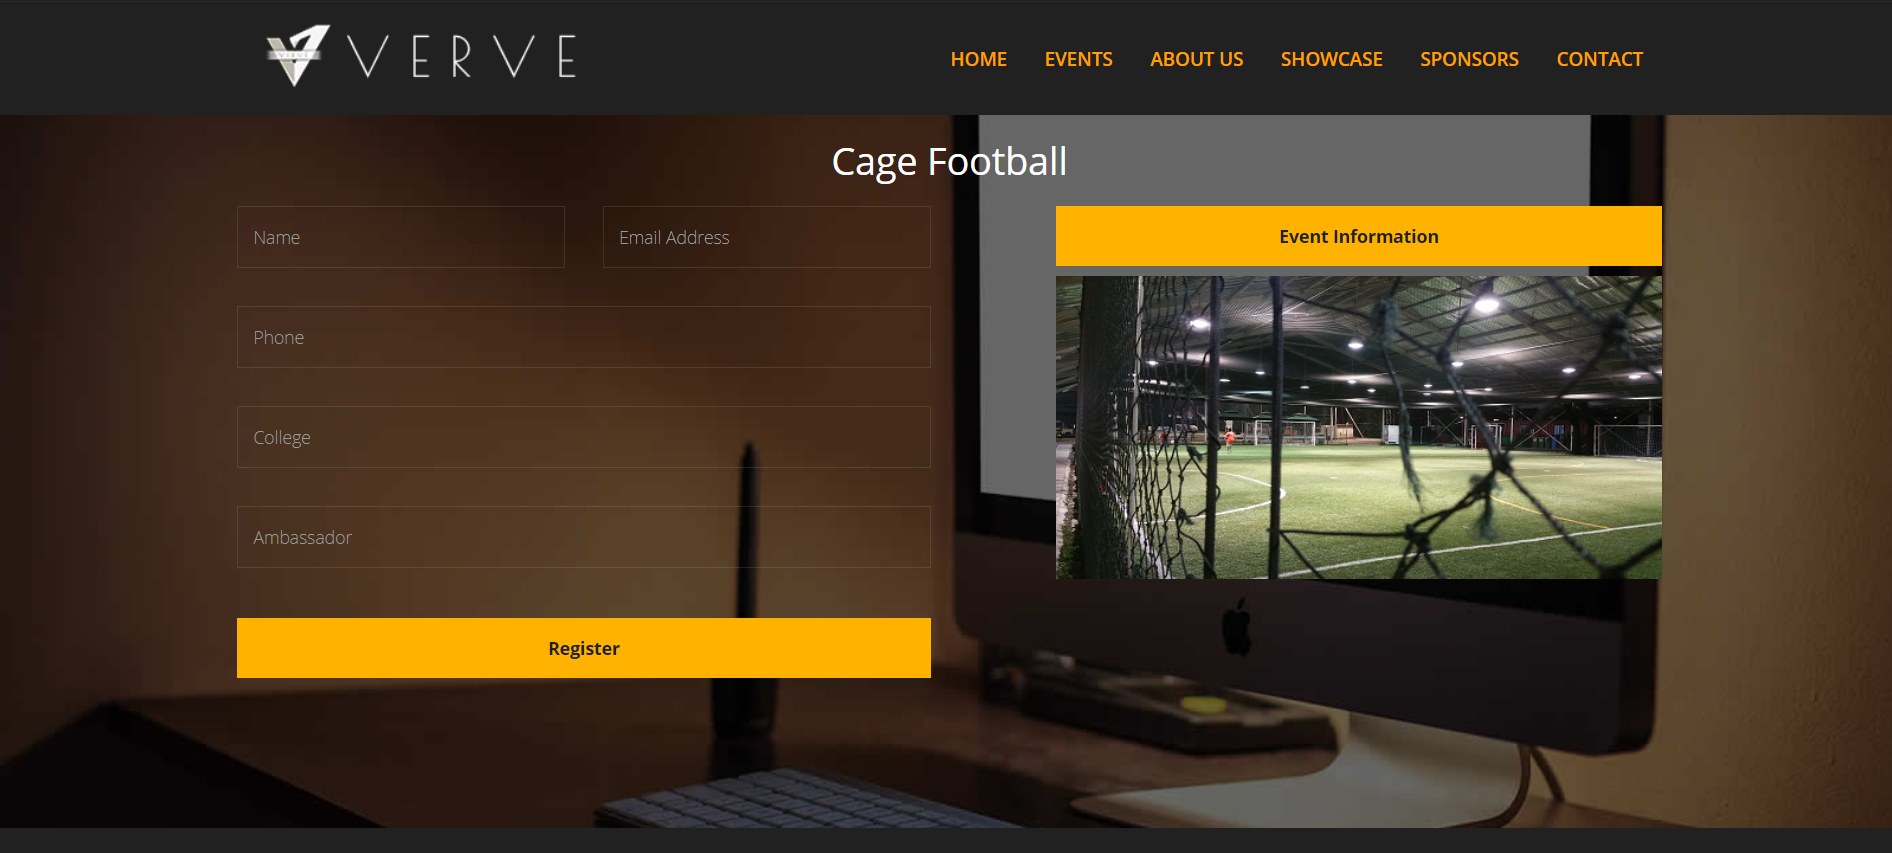 VERVE
HOME EVENTS ABOUT US SHOWCASE SPONSORS CONTACT
Cage Football
Name Email Address
Phone
College
Ambassador
Register
Event Information